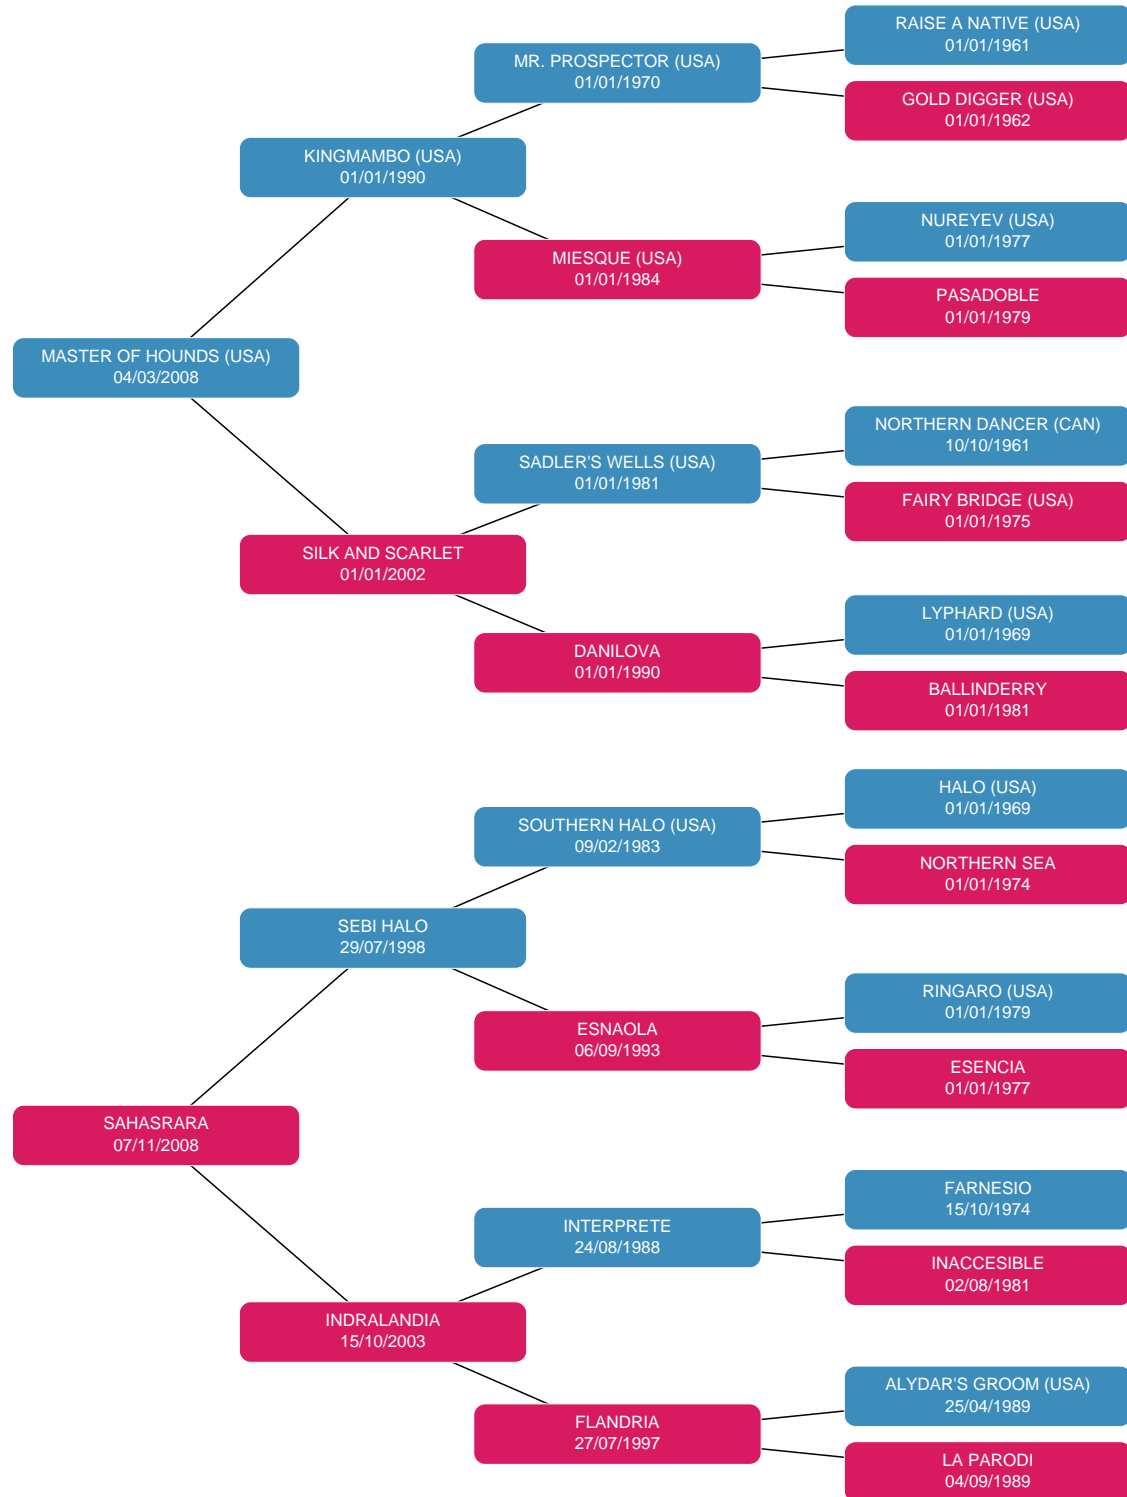 RAISE A NATIVE (USA)
01/01/1961
MR. PROSPECTOR (USA)
01/01/1970
GOLD DIGGER (USA)
01/01/1962
KINGMAMBO (USA)
01/01/1990
NUREYEV (USA)
01/01/1977
MIESQUE (USA)
01/01/1984
PASADOBLE
01/01/1979
MASTER OF HOUNDS (USA)
04/03/2008
NORTHERN DANCER (CAN)
10/10/1961
SADLER'S WELLS (USA)
01/01/1981
FAIRY BRIDGE (USA)
01/01/1975
SILK AND SCARLET
01/01/2002
LYPHARD (USA)
01/01/1969
DANILOVA
01/01/1990
BALLINDERRY
01/01/1981
HALO (USA)
01/01/1969
SOUTHERN HALO (USA)
09/02/1983
NORTHERN SEA
01/01/1974
SEBI HALO
29/07/1998
RINGARO (USA)
01/01/1979
ESNAOLA
06/09/1993
ESENCIA
01/01/1977
SAHASRARA
07/11/2008
FARNESIO
15/10/1974
INTERPRETE
24/08/1988
INACCESIBLE
02/08/1981
INDRALANDIA
15/10/2003
ALYDAR'S GROOM (USA)
25/04/1989
FLANDRIA
27/07/1997
LA PARODI
04/09/1989